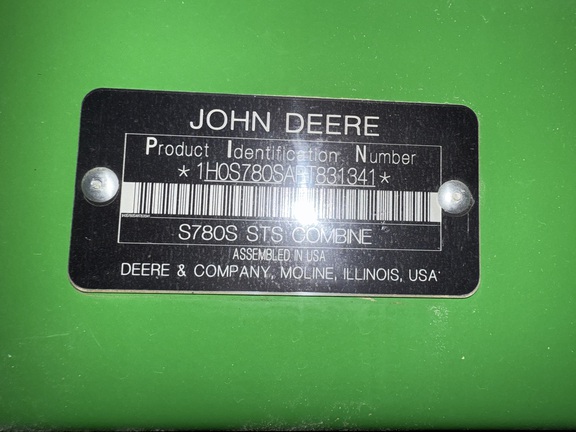 JOHN DEERE
Product Identification Number
S780S STS COMBINE
ASSEMBLED IN USA
DEERE & COMPANY, MOLINE, ILLINOIS, USA